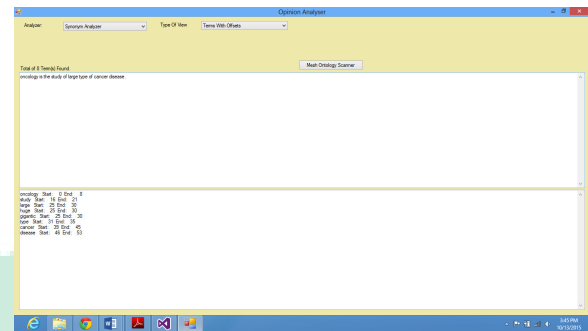 Opinion Analyser
Analyzer: Synonym Analyzer Type Of View Terms With Offsets
Total of 8 Term(s) Found. Mesh Ontology Scanner
oncology is the study of large type of cancer disease
oncology Start: 0 End: 8
study Start: 16 End: 21
large Start: 25 End: 30
huge Start: 25 End: 30
gigantic Start: 25 End: 30
type Start: 31 End: 35
cancer Start: 39 End: 45
disease Start: 46 End: 53
3:45 PM
10/13/2015